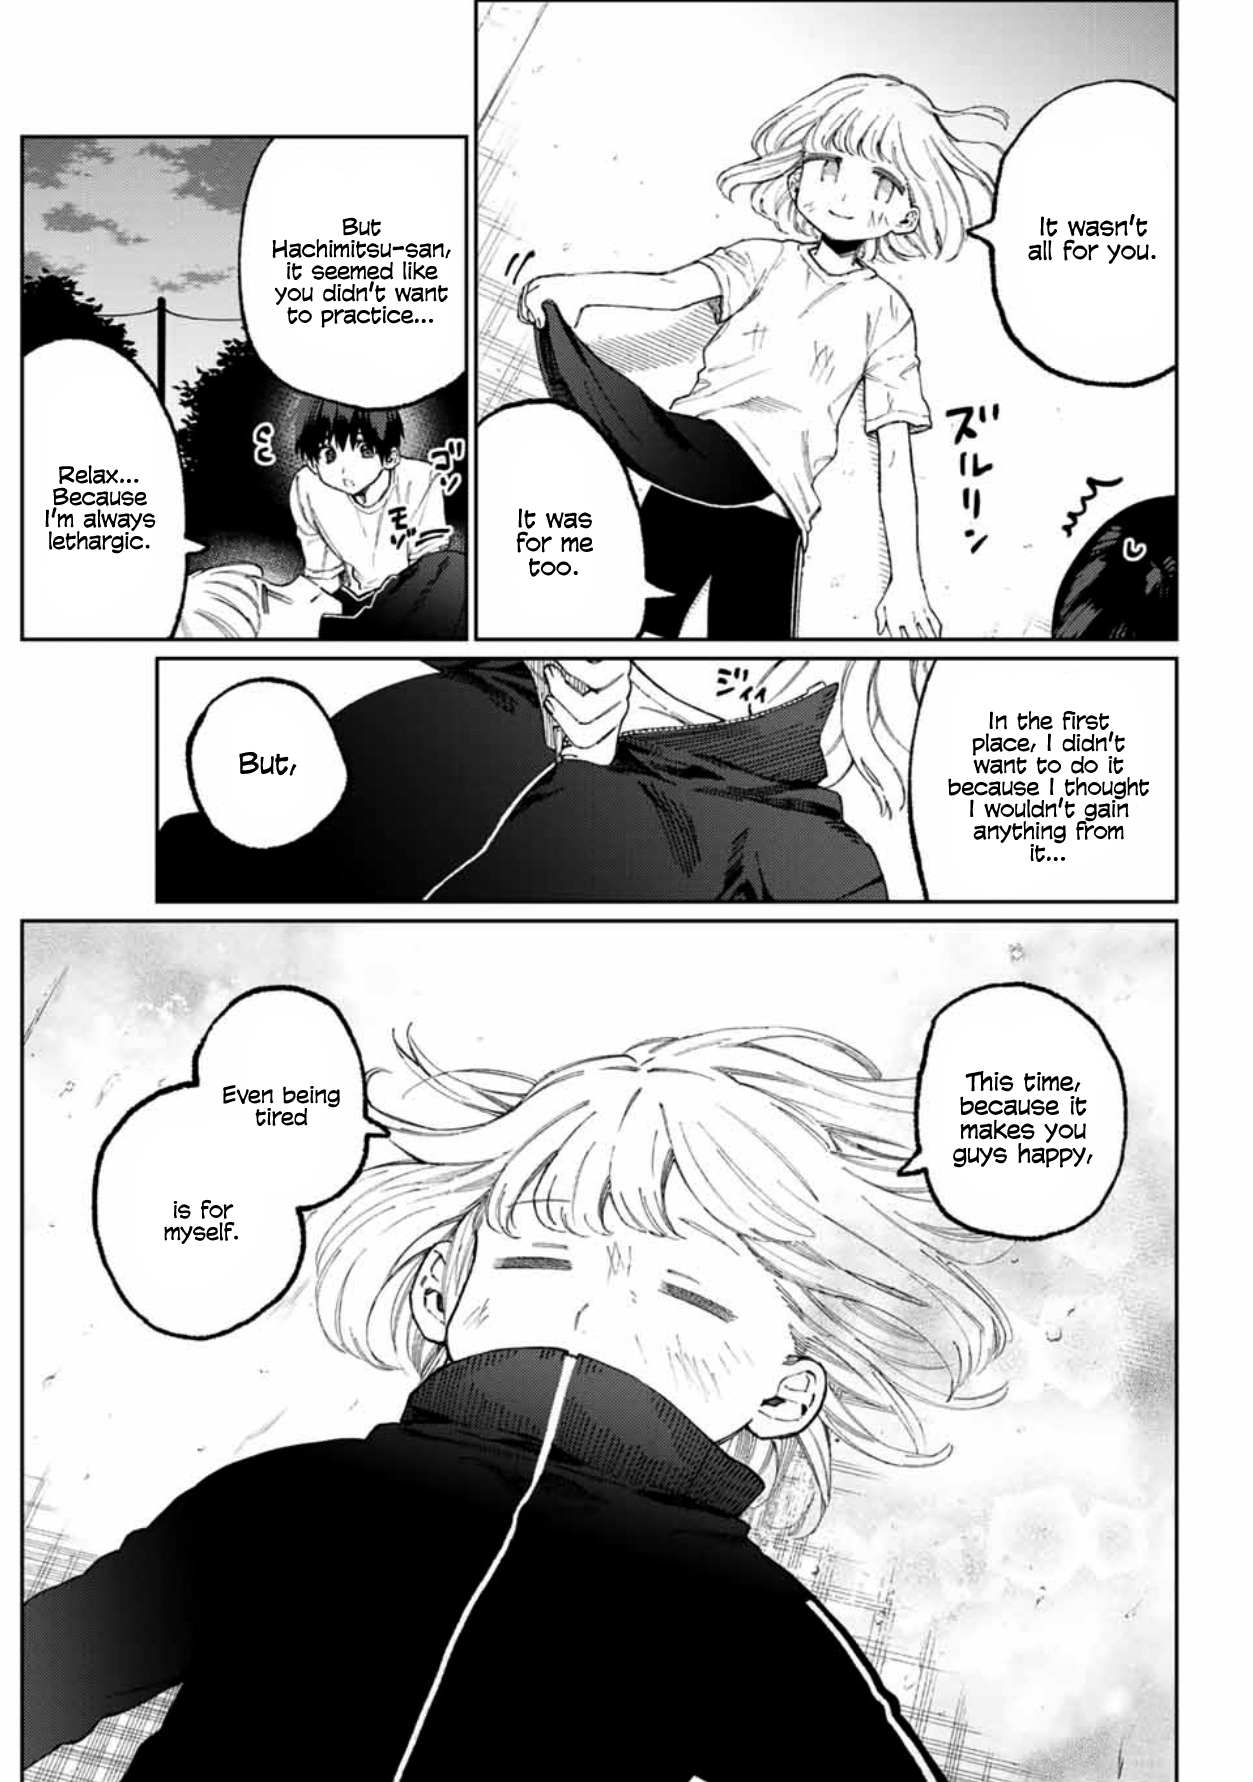 It wasn't
all for you.
It was
for me
too.
ズルリン
But
Hachimitsu-san,
it seemed like
you didn't want
to practice...
ゴソ
モゾ
Relax...
Because
I'm always
lethargic.
In the first
place, I didn't
want to do it
because I thought
I wouldn't gain
anything from
it...
ジィィ
But,
This time,
because it
makes you
guys happy,
Even being
tired
is for
myself.